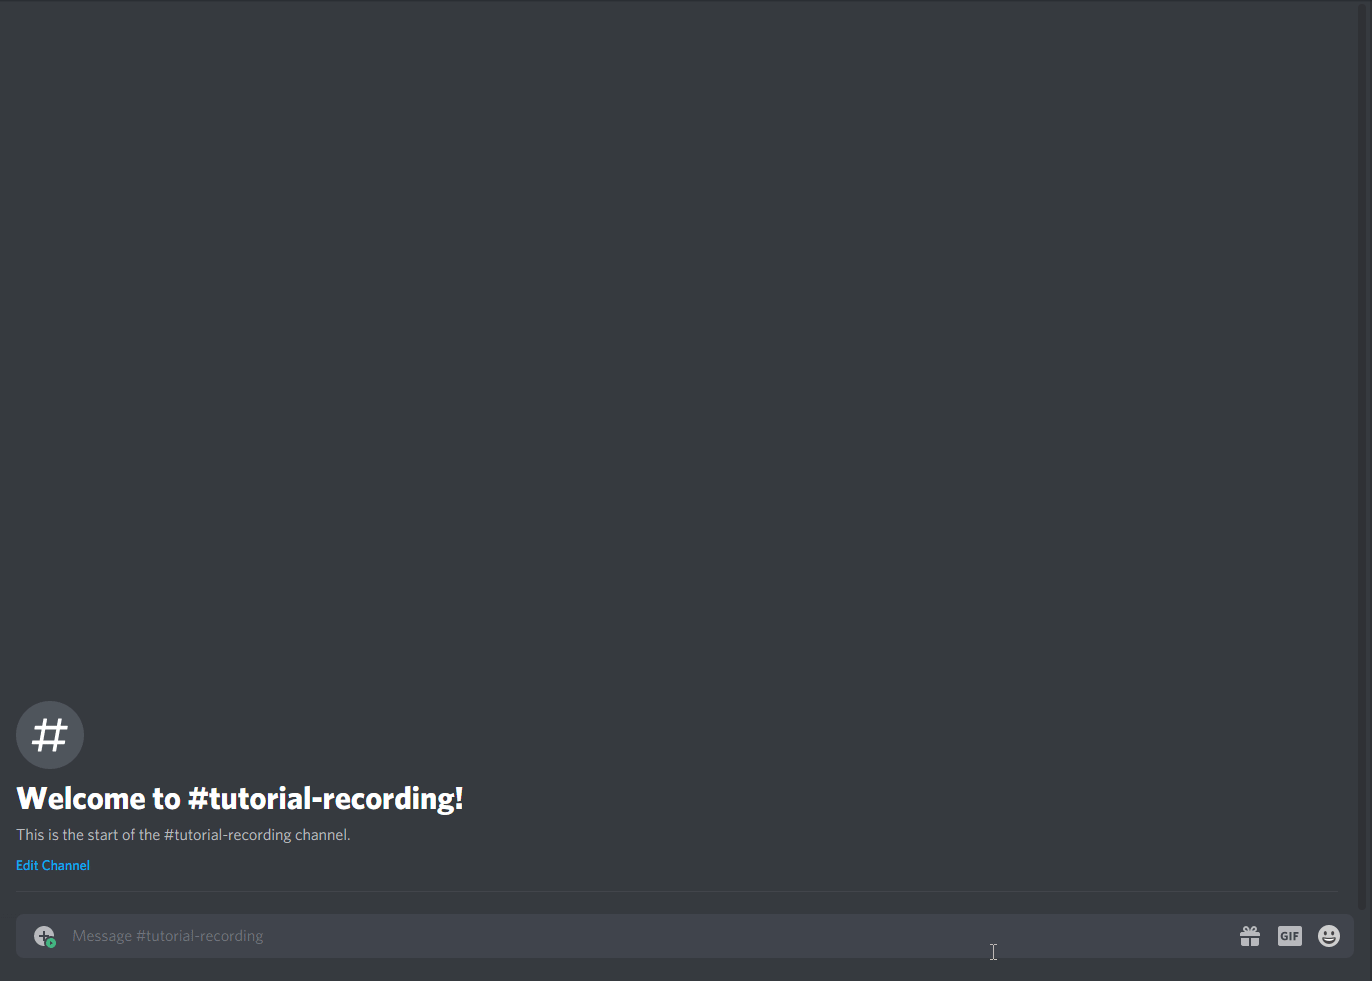 #
Welcome to #tutorial-recording!
This is the start of the #tutorial-recording channel.
Edit Channel
Message #tutorial-recording
GIF